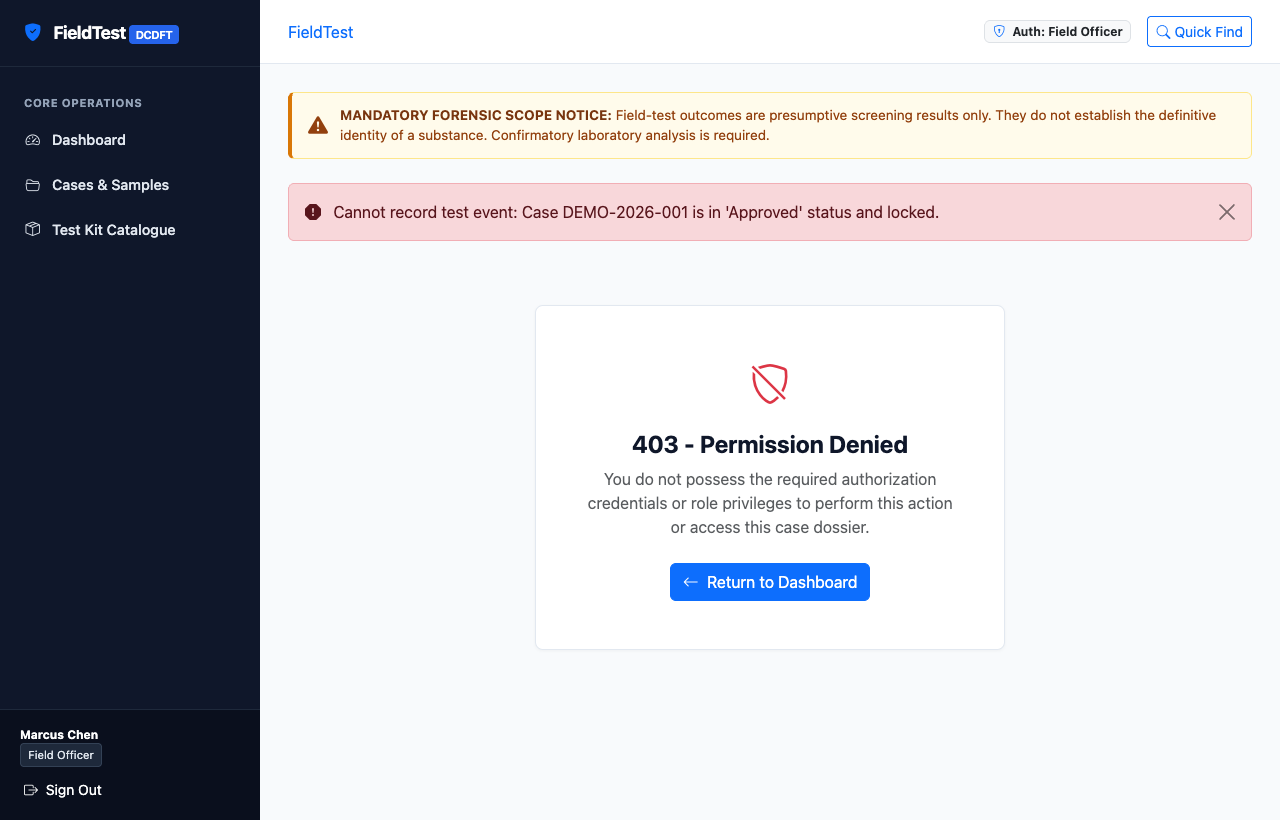 FieldTest DCDFT
CORE OPERATIONS
Dashboard
Cases & Samples
Test Kit Catalogue
Marcus Chen
Field Officer
Sign Out
FieldTest
Auth: Field Officer
Quick Find
MANDATORY FORENSIC SCOPE NOTICE: Field-test outcomes are presumptive screening results only. They do not establish the definitive
identity of a substance. Confirmatory laboratory analysis is required.
Cannot record test event: Case DEMO-2026-001 is in 'Approved' status and locked.
403 - Permission Denied
You do not possess the required authorization
credentials or role privileges to perform this action
or access this case dossier.
Return to Dashboard